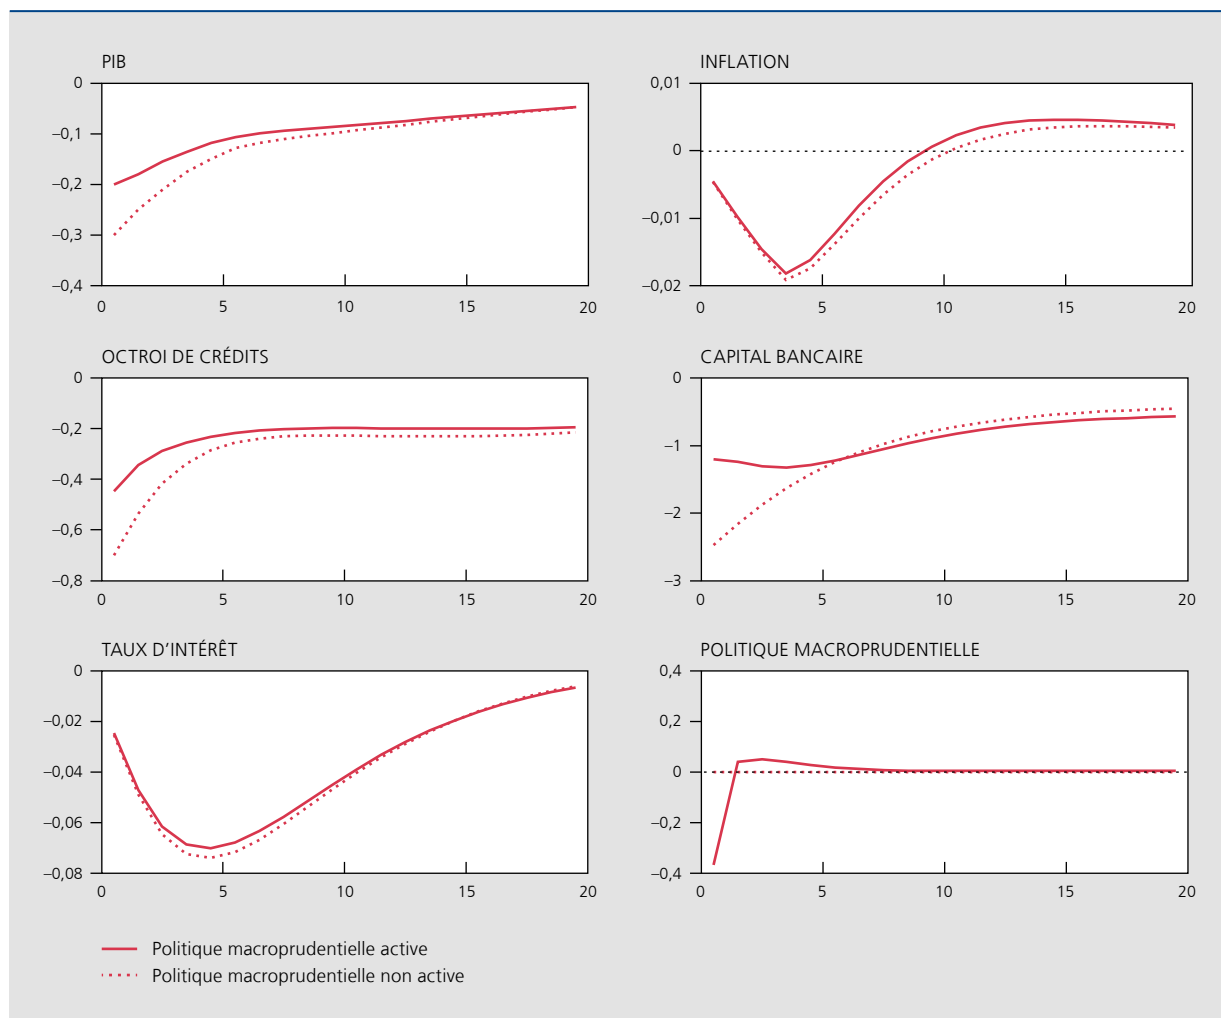 PIB
0
–0,1
–0,2
–0,3
–0,4
0 5 10 15 20
INFLATION
0,01
0
–0,01
–0,02
0 5 10 15 20
OCTROI DE CRÉDITS
0
–0,2
–0,4
–0,6
–0,8
0 5 10 15 20
CAPITAL BANCAIRE
0
–1
–2
–3
0 5 10 15 20
TAUX D’INTÉRÊT
0
–0,02
–0,04
–0,06
–0,08
0 5 10 15 20
POLITIQUE MACROPRUDENTIELLE
0,4
0,2
0
–0,2
–0,4
0 5 10 15 20
Politique macroprudentielle active
Politique macroprudentielle non active